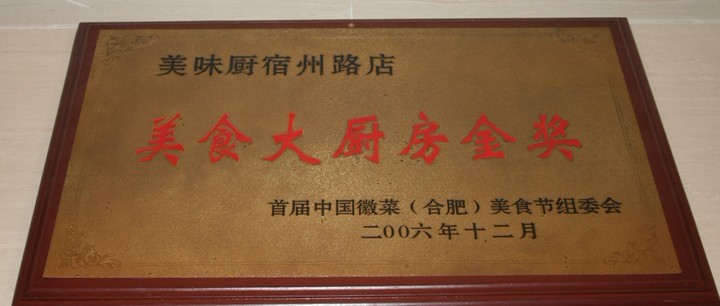 美味厨宿州路店
美食大厨房金奖
首届中国徽菜（合肥）美食节组委会
二00六年十二月